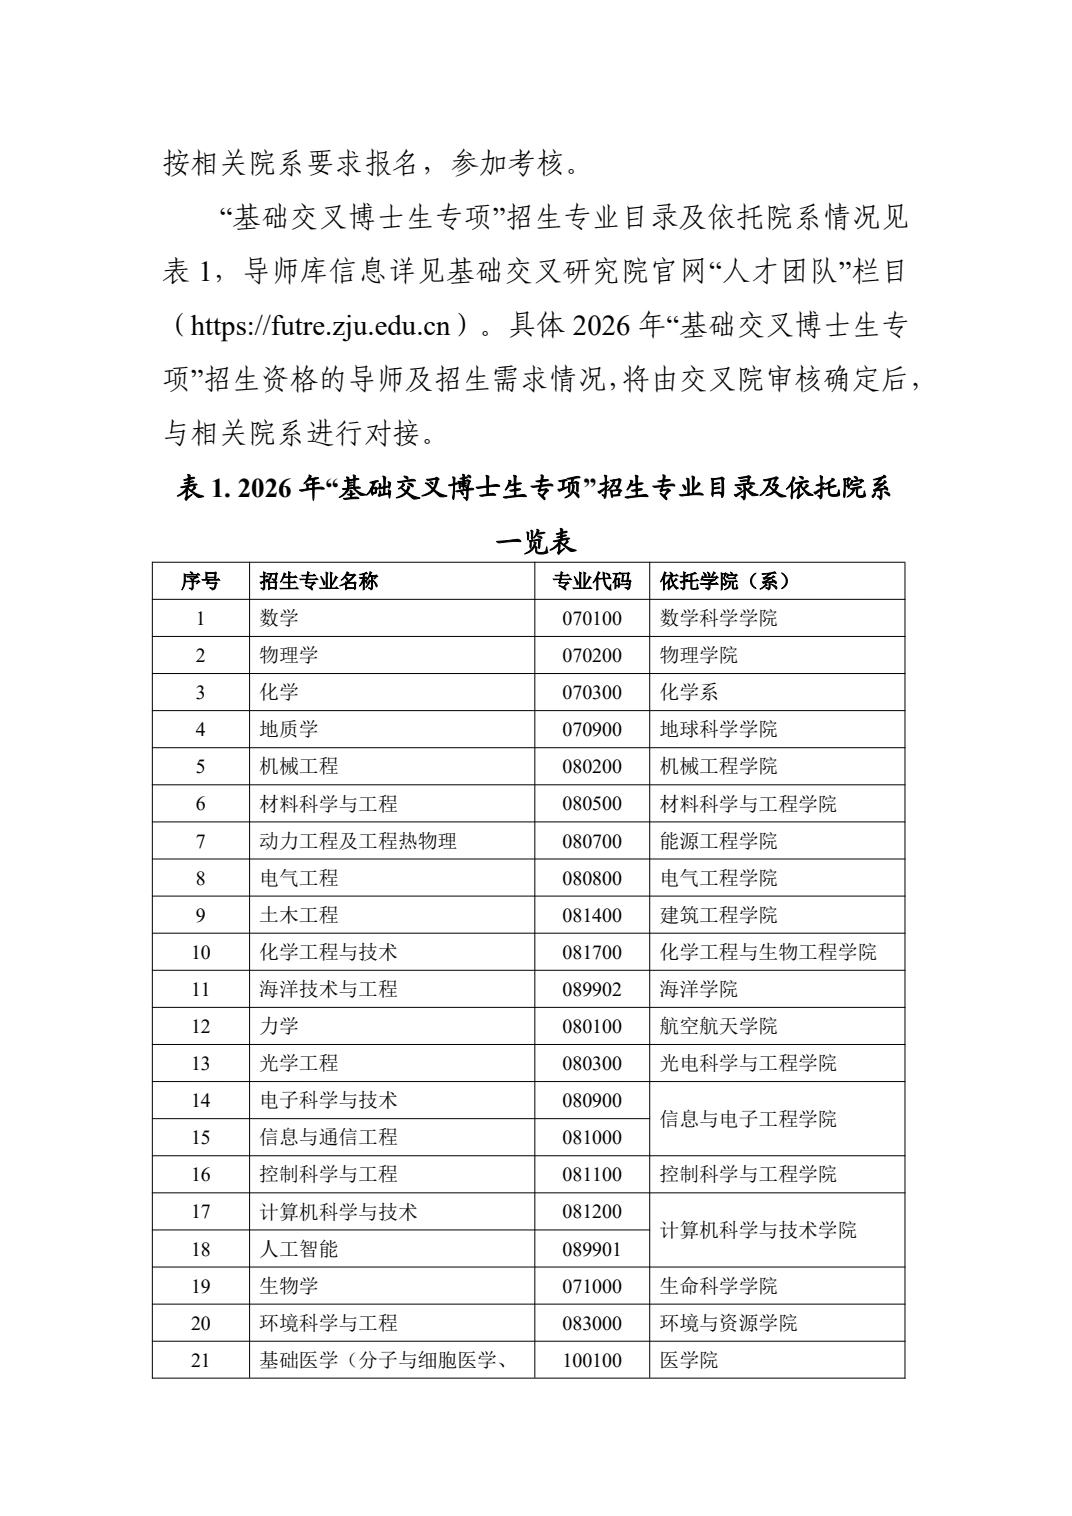 按相关院系要求报名，参加考核。
“基础交叉博士生专项”招生专业目录及依托院系情况见
表 1，导师库信息详见基础交叉研究院官网“人才团队”栏目
（https://futre.zju.edu.cn）。具体 2026 年“基础交叉博士生专
项”招生资格的导师及招生需求情况，将由交叉院审核确定后，
与相关院系进行对接。
表 1. 2026 年“基础交叉博士生专项”招生专业目录及依托院系
一览表
序号 招生专业名称 专业代码 依托学院（系）
1 数学 070100 数学科学学院
2 物理学 070200 物理学院
3 化学 070300 化学系
4 地质学 070900 地球科学学院
5 机械工程 080200 机械工程学院
6 材料科学与工程 080500 材料科学与工程学院
7 动力工程及工程热物理 080700 能源工程学院
8 电气工程 080800 电气工程学院
9 土木工程 081400 建筑工程学院
10 化学工程与技术 081700 化学工程与生物工程学院
11 海洋技术与工程 089902 海洋学院
12 力学 080100 航空航天学院
13 光学工程 080300 光电科学与工程学院
14 电子科学与技术 080900
信息与电子工程学院
15 信息与通信工程 081000
16 控制科学与工程 081100 控制科学与工程学院
17 计算机科学与技术 081200
计算机科学与技术学院
18 人工智能 089901
19 生物学 071000 生命科学学院
20 环境科学与工程 083000 环境与资源学院
21 基础医学（分子与细胞医学、 100100 医学院